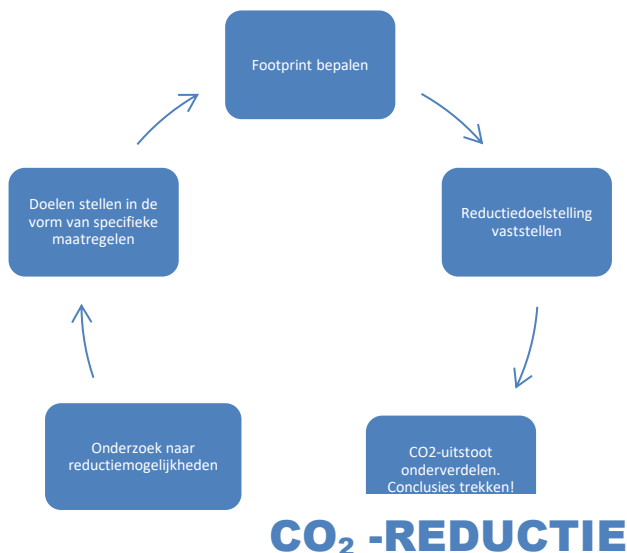 Footprint bepalen
Doelen stellen in de
vorm van specifieke
maatregelen
Reductiedoelstelling
vaststellen
Onderzoek naar
reductiemogelijkheden
CO2-uitstoot
onderverdelen.
Conclusies trekken!
CO₂ -REDUCTIE